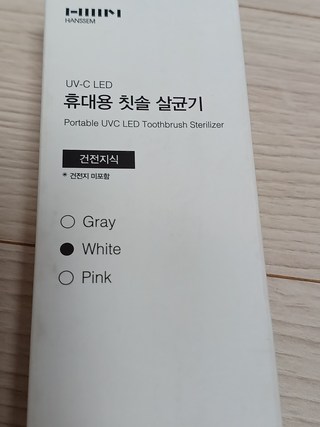 HANSSEM
UV-C LED
휴대용 칫솔 살균기
Portable UVC LED Toothbrush Sterilizer
건전지식
* 건전지 미포함
Gray
White
Pink